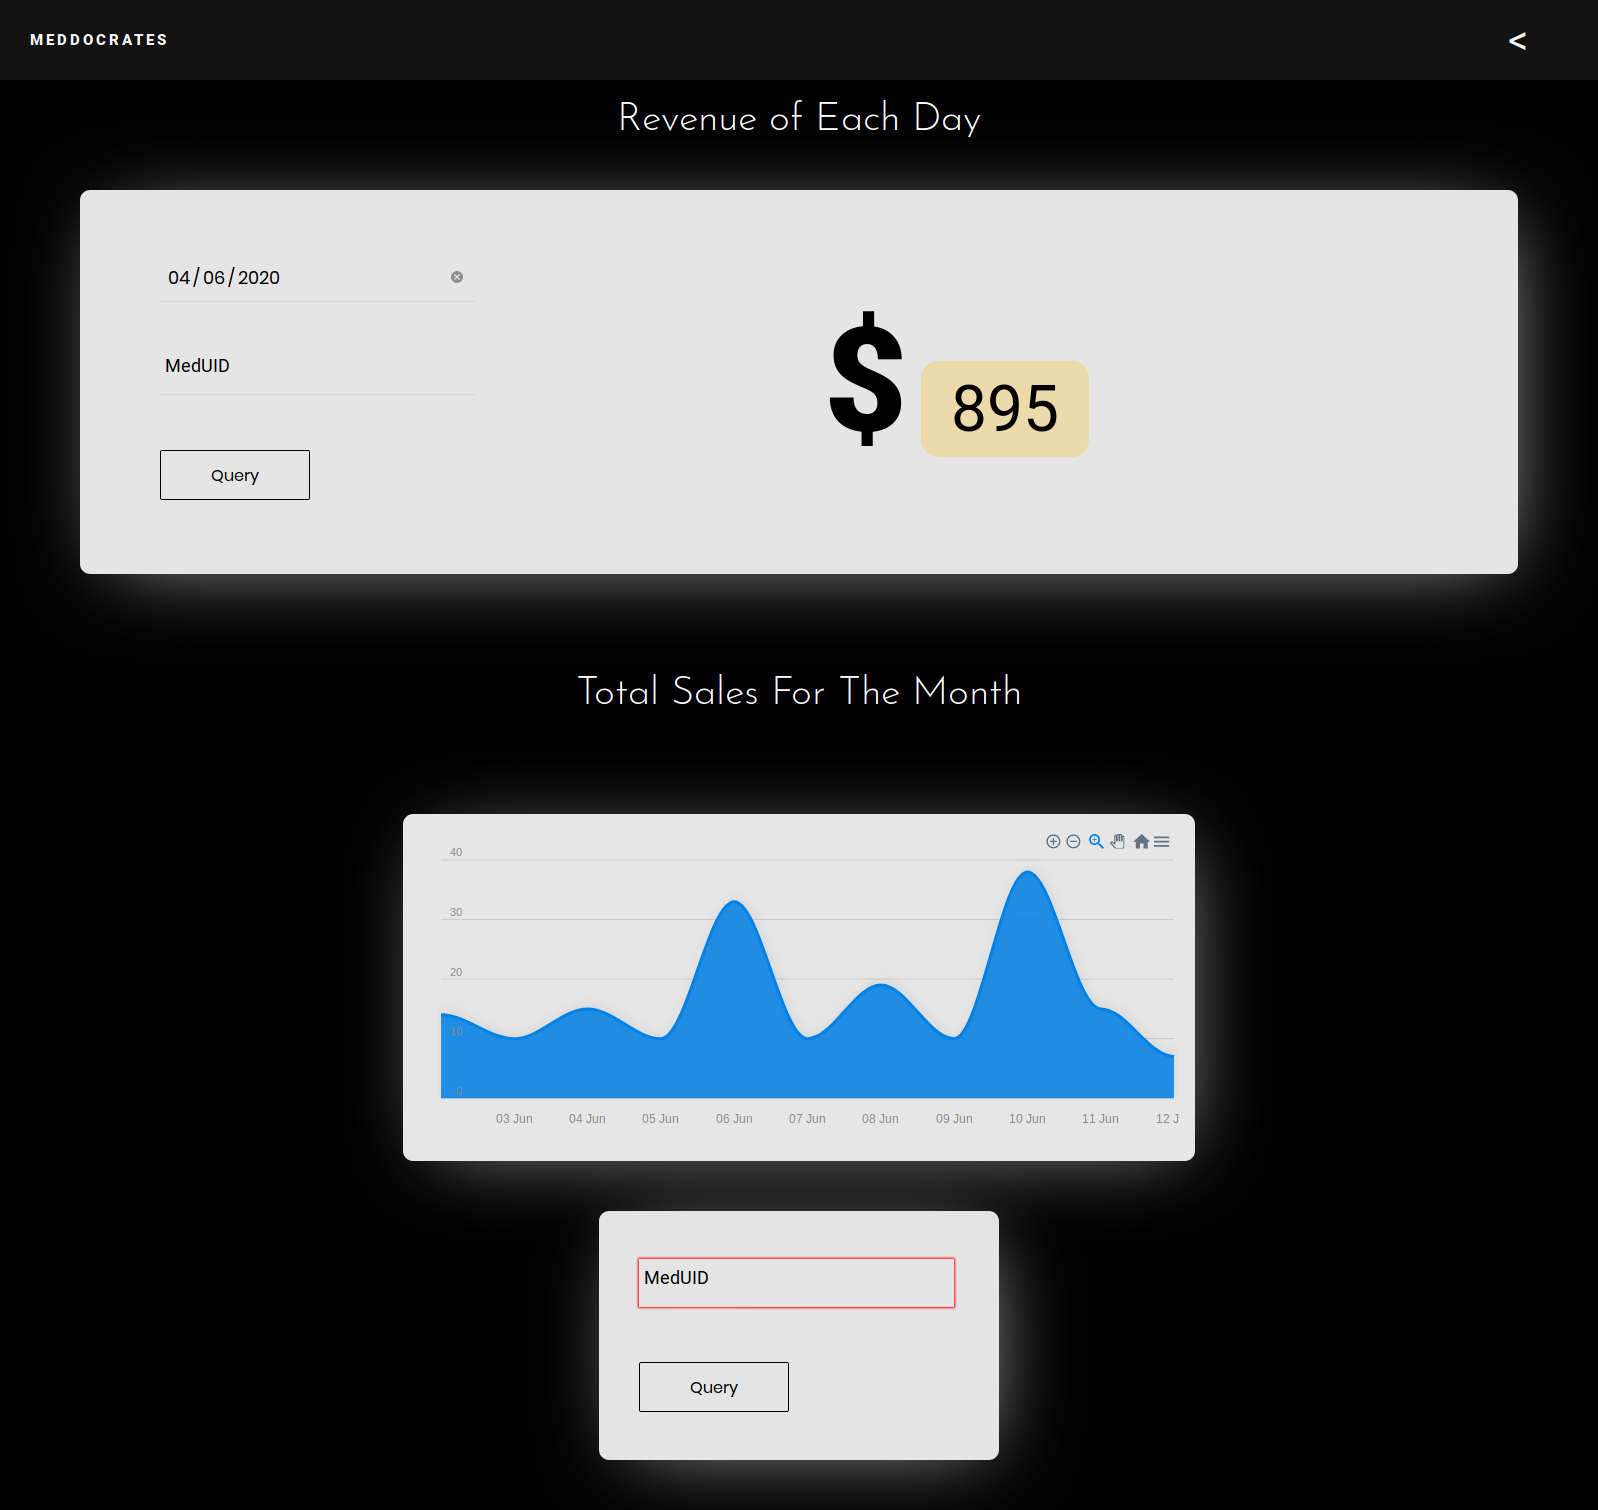 MEDDOCRATES <
Revenue of Each Day
04/06/2020
MedUID
Query
$ 895
Total Sales For The Month
40
30
20
10
0
03 Jun 04 Jun 05 Jun 06 Jun 07 Jun 08 Jun 09 Jun 10 Jun 11 Jun 12 J
MedUID
Query